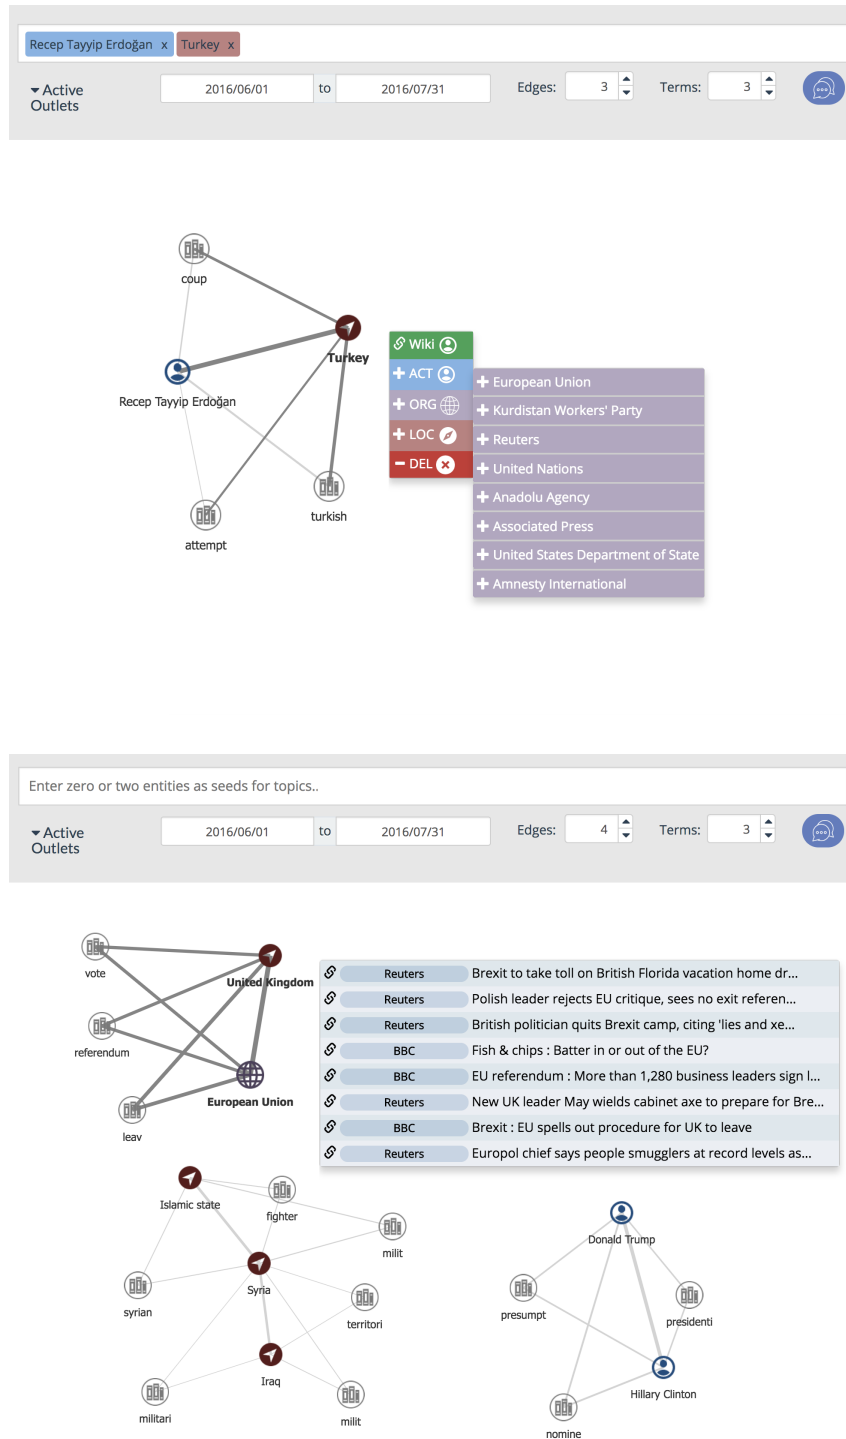 Recep Tayyip Erdoğan x Turkey x
Active Outlets
2016/06/01 to 2016/07/31
Edges: 3
Terms: 3
coup
Turkey
Recep Tayyip Erdoğan
turkish
attempt
Wiki
+ ACT
+ ORG
+ LOC
− DEL
+ European Union
+ Kurdistan Workers' Party
+ Reuters
+ United Nations
+ Anadolu Agency
+ Associated Press
+ United States Department of State
+ Amnesty International
Enter zero or two entities as seeds for topics..
Active Outlets
2016/06/01 to 2016/07/31
Edges: 4
Terms: 3
vote
United Kingdom
referendum
European Union
leav
Reuters Brexit to take toll on British Florida vacation home dr...
Reuters Polish leader rejects EU critique, sees no exit referen...
Reuters British politician quits Brexit camp, citing 'lies and xe...
BBC Fish & chips : Batter in or out of the EU?
BBC EU referendum : More than 1,280 business leaders sign l...
Reuters New UK leader May wields cabinet axe to prepare for Bre...
BBC Brexit : EU spells out procedure for UK to leave
Reuters Europol chief says people smugglers at record levels as...
Islamic state
fighter
milit
Syria
syrian
territori
Iraq
militari
milit
Donald Trump
presumpt
presidenti
Hillary Clinton
nomine